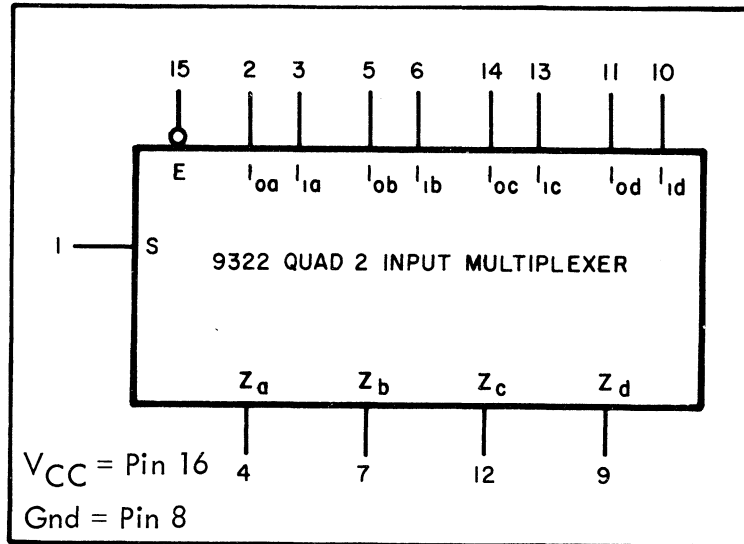 15 2 3 5 6 14 13 11 10
E I0a I1a I0b I1b I0c I1c I0d I1d
1 S
9322 QUAD 2 INPUT MULTIPLEXER
Za Zb Zc Zd
4 7 12 9
VCC = Pin 16
Gnd = Pin 8